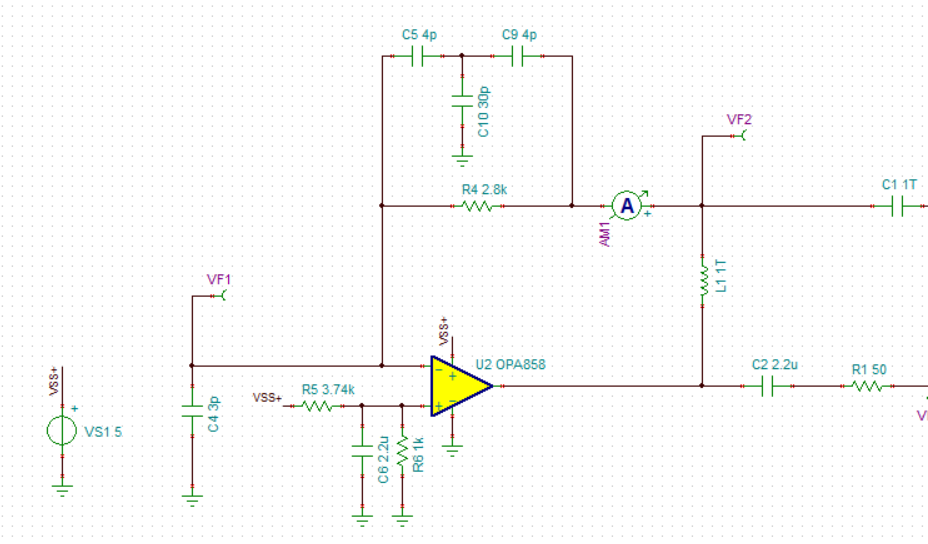 C5 4p
C9 4p
C10 30p
VF2
R4 2.8k
C1 1T
A
+
AM1
L1 1T
VF1
VSS+
U2 OPA858
C2 2.2u
R1 50
VSS+
R5 3.74k
VSS+
+
VS1 5
C4 3p
C6 2.2u
R6 1k